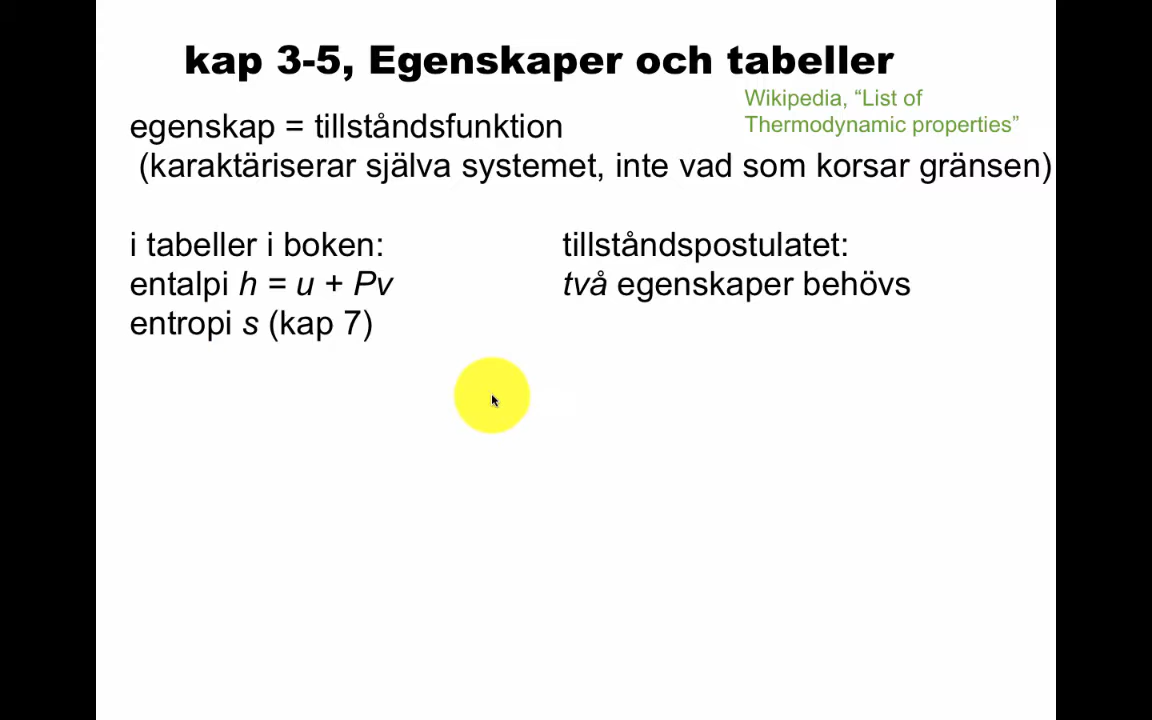 kap 3-5, Egenskaper och tabeller
Wikipedia, “List of
Thermodynamic properties”
egenskap = tillståndsfunktion
(karaktäriserar själva systemet, inte vad som korsar gränsen)
i tabeller i boken:
entalpi h = u + Pv
entropi s (kap 7)
tillståndspostulatet:
två egenskaper behövs